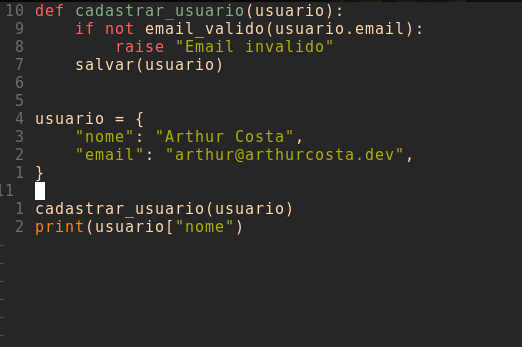 10 def cadastrar_usuario(usuario):
9     if not email_valido(usuario.email):
8         raise "Email invalido"
7     salvar(usuario)
6
5
4 usuario = {
3     "nome": "Arthur Costa",
2     "email": "arthur@arthurcosta.dev",
1 }
11
1 cadastrar_usuario(usuario)
2 print(usuario["nome")
~
~
~
~
~
~